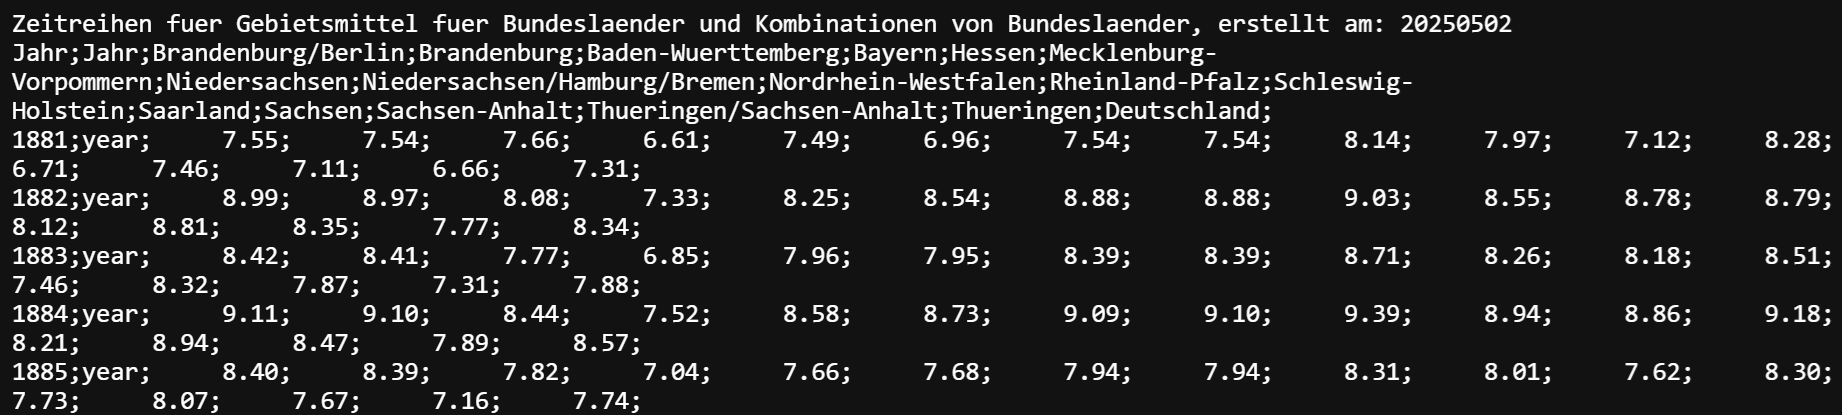 Zeitreihen fuer Gebietsmittel fuer Bundeslaender und Kombinationen von Bundeslaender, erstellt am: 20250502
Jahr;Jahr;Brandenburg/Berlin;Brandenburg;Baden-Wuerttemberg;Bayern;Hessen;Mecklenburg-
Vorpommern;Niedersachsen;Niedersachsen/Hamburg/Bremen;Nordrhein-Westfalen;Rheinland-Pfalz;Schleswig-
Holstein;Saarland;Sachsen;Sachsen-Anhalt;Thueringen/Sachsen-Anhalt;Thueringen;Deutschland;
1881;year;     7.55;     7.54;     7.66;     6.61;     7.49;     6.96;     7.54;     7.54;     8.14;     7.97;     7.12;     8.28;
6.71;     7.46;     7.11;     6.66;     7.31;
1882;year;     8.99;     8.97;     8.08;     7.33;     8.25;     8.54;     8.88;     8.88;     9.03;     8.55;     8.78;     8.79;
8.12;     8.81;     8.35;     7.77;     8.34;
1883;year;     8.42;     8.41;     7.77;     6.85;     7.96;     7.95;     8.39;     8.39;     8.71;     8.26;     8.18;     8.51;
7.46;     8.32;     7.87;     7.31;     7.88;
1884;year;     9.11;     9.10;     8.44;     7.52;     8.58;     8.73;     9.09;     9.10;     9.39;     8.94;     8.86;     9.18;
8.21;     8.94;     8.47;     7.89;     8.57;
1885;year;     8.40;     8.39;     7.82;     7.04;     7.66;     7.68;     7.94;     7.94;     8.31;     8.01;     7.62;     8.30;
7.73;     8.07;     7.67;     7.16;     7.74;